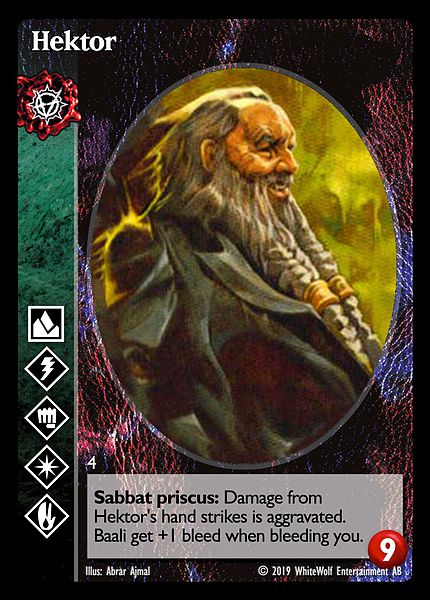 Hektor
4
Sabbat priscus: Damage from
Hektor's hand strikes is aggravated.
Baali get +1 bleed when bleeding you.
9
Illus: Abrar Ajmal © 2019 WhiteWolf Entertainment AB